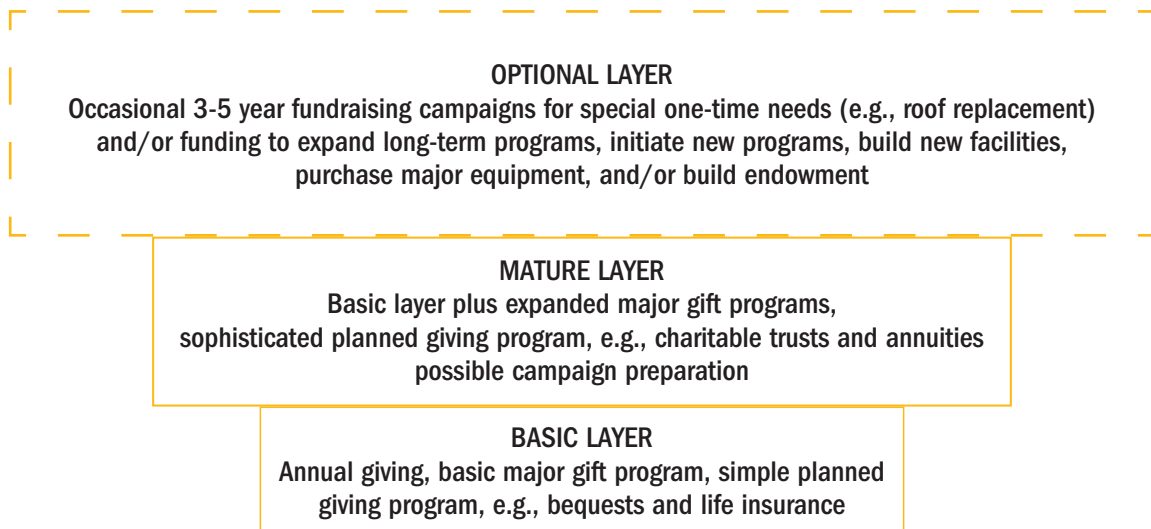 OPTIONAL LAYER
Occasional 3-5 year fundraising campaigns for special one-time needs (e.g., roof replacement)
and/or funding to expand long-term programs, initiate new programs, build new facilities,
purchase major equipment, and/or build endowment
MATURE LAYER
Basic layer plus expanded major gift programs,
sophisticated planned giving program, e.g., charitable trusts and annuities
possible campaign preparation
BASIC LAYER
Annual giving, basic major gift program, simple planned
giving program, e.g., bequests and life insurance